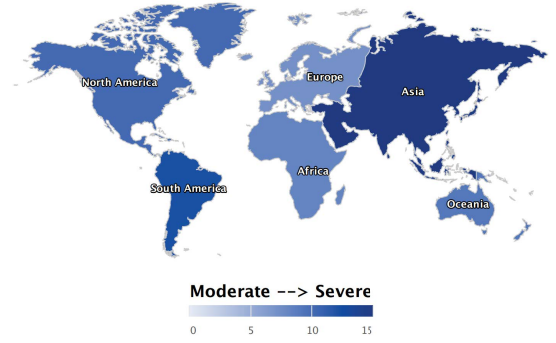 North America
Europe
Asia
Africa
South America
Oceania
Moderate --> Severe
0 5 10 15